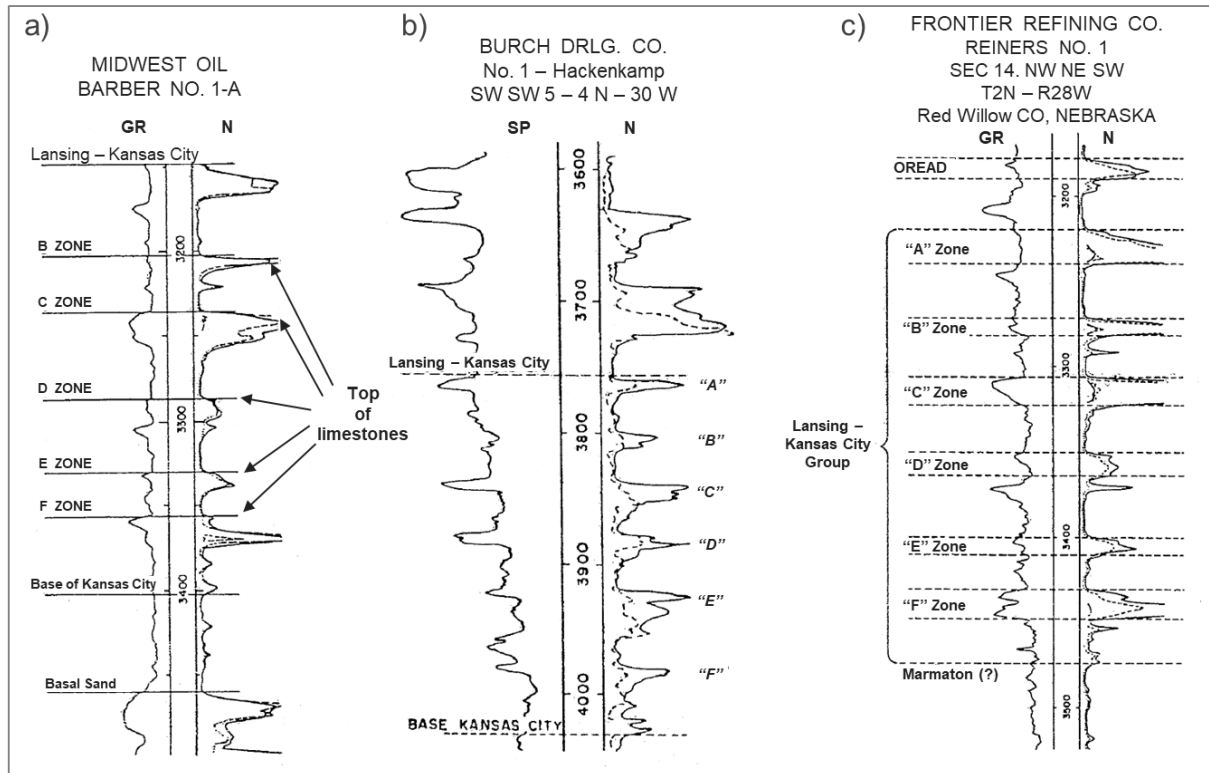 a)
MIDWEST OIL
BARBER NO. 1-A
GR N
Lansing – Kansas City
B ZONE
3200
C ZONE
D ZONE
3300
E ZONE
F ZONE
Base of Kansas City
3400
Basal Sand
Top
of
limestones
b)
BURCH DRLG. CO.
No. 1 – Hackenkamp
SW SW 5 – 4 N – 30 W
SP N
3600
3700
Lansing – Kansas City
"A"
3800
"B"
"C"
"D"
3900
"E"
"F"
4000
BASE KANSAS CITY
c)
FRONTIER REFINING CO.
REINERS NO. 1
SEC 14. NW NE SW
T2N – R28W
Red Willow CO, NEBRASKA
GR N
OREAD
3200
"A" Zone
"B" Zone
3300
"C" Zone
Lansing –
Kansas City
Group
"D" Zone
3400
"E" Zone
"F" Zone
Marmaton (?)
3500